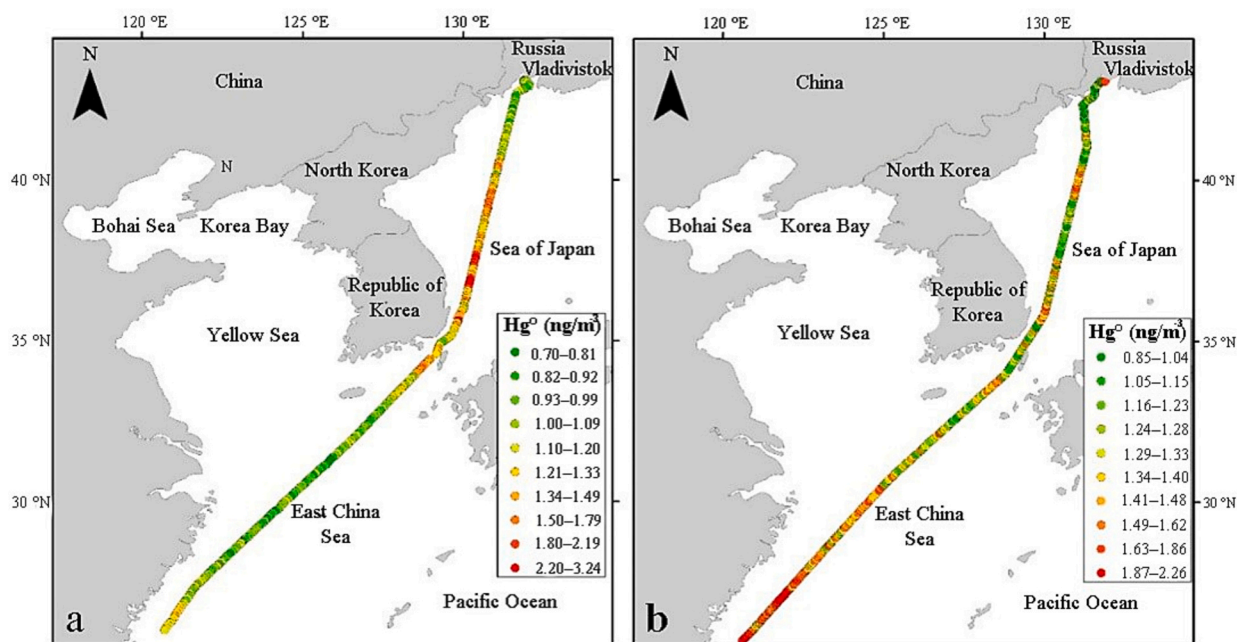 120 °E 125 °E 130 °E
N
China
Russia
Vladivistok
N
North Korea
40 °N
Bohai Sea Korea Bay
Sea of Japan
Republic of
Korea
Yellow Sea
35 °N
Hg° (ng/m³)
0.70–0.81
0.82–0.92
0.93–0.99
1.00–1.09
1.10–1.20
1.21–1.33
1.34–1.49
1.50–1.79
1.80–2.19
2.20–3.24
30 °N
East China
Sea
Pacific Ocean
a
120 °E 125 °E 130 °E
N
China
Russia
Vladivistok
North Korea
40 °N
Bohai Sea Korea Bay
Sea of Japan
Republic of
Korea
Yellow Sea
35 °N
Hg° (ng/m³)
0.85–1.04
1.05–1.15
1.16–1.23
1.24–1.28
1.29–1.33
1.34–1.40
1.41–1.48
1.49–1.62
1.63–1.86
1.87–2.26
30 °N
East China
Sea
Pacific Ocean
b